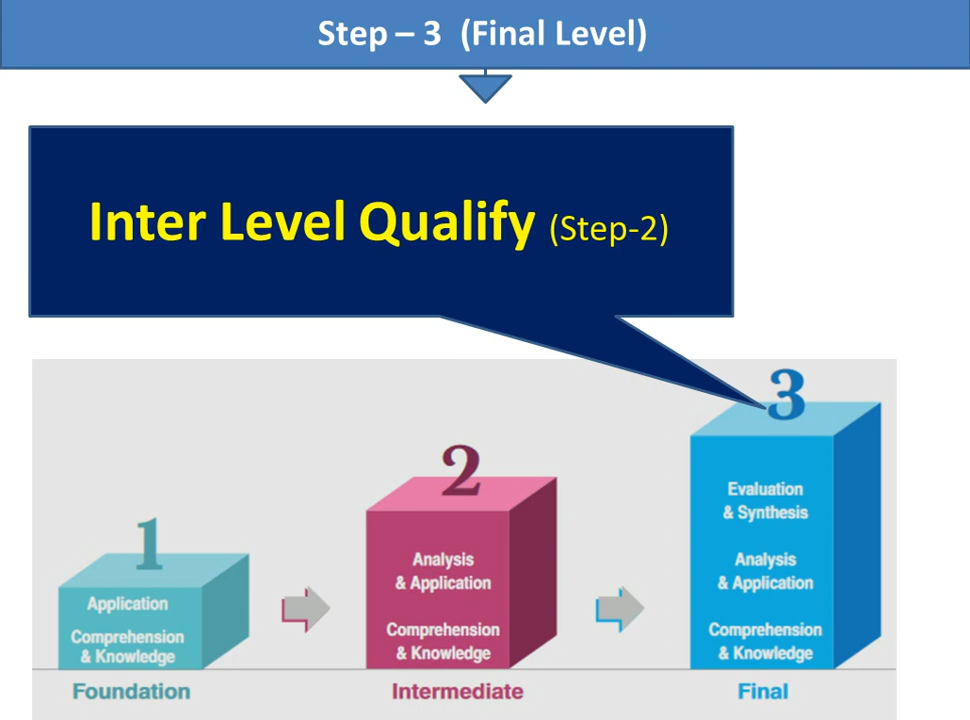 Step – 3 (Final Level)
Inter Level Qualify (Step-2)
1
Application
Comprehension
& Knowledge
Foundation
2
Analysis
& Application
Comprehension
& Knowledge
Intermediate
3
Evaluation
& Synthesis
Analysis
& Application
Comprehension
& Knowledge
Final